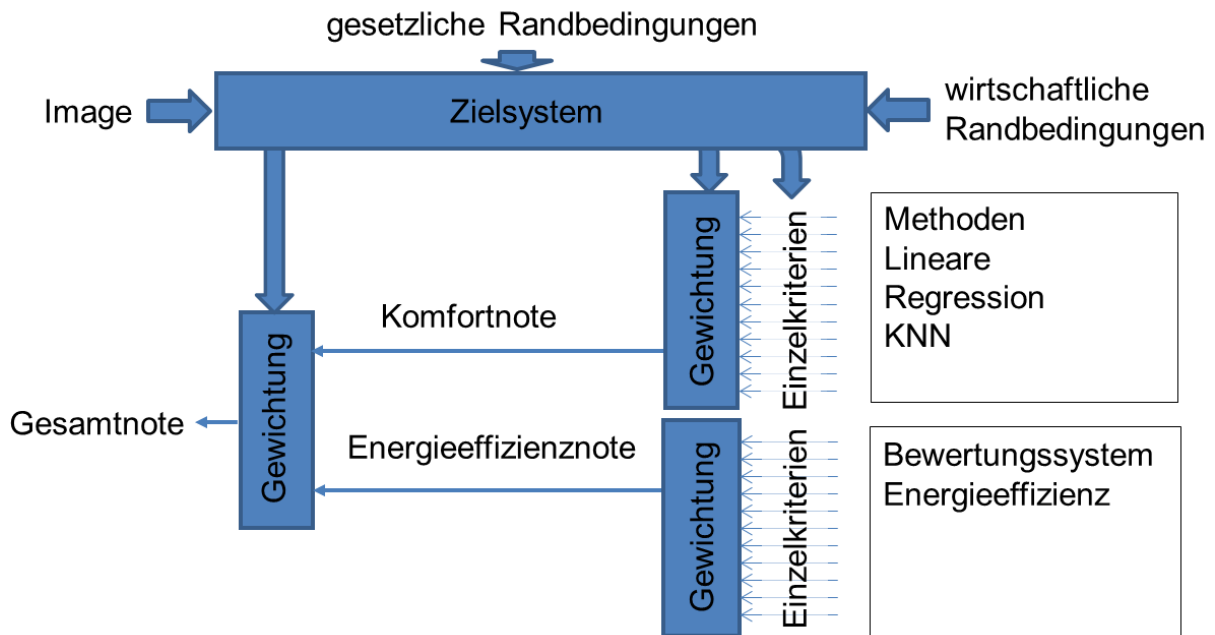 gesetzliche Randbedingungen
Image
Zielsystem
wirtschaftliche
Randbedingungen
Gewichtung
Einzelkriterien
Methoden
Lineare
Regression
KNN
Komfortnote
Gewichtung
Gesamtnote
Energieeffizienznote
Gewichtung
Einzelkriterien
Bewertungssystem
Energieeffizienz